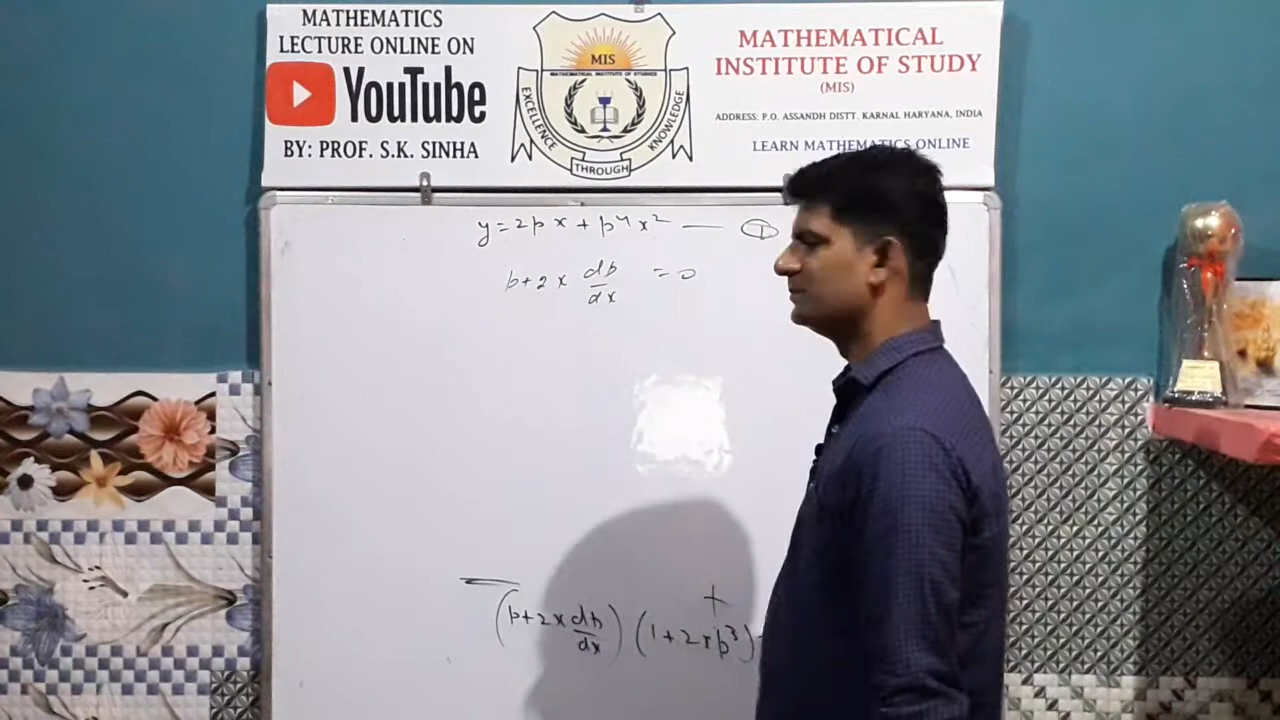 MATHEMATICS
LECTURE ONLINE ON
YouTube
BY: PROF. S.K. SINHA
MIS
MATHEMATICAL INSTITUTE OF STUDIES
EXCELLENCE
THROUGH
KNOWLEDGE
MATHEMATICAL
INSTITUTE OF STUDY
(MIS)
ADDRESS: P.O. ASSANDH DISTT. KARNAL HARYANA, INDIA
LEARN MATHEMATICS ONLINE
y = 2px + p⁴x² — (1)
p + 2x dp/dx = 0
(p + 2x dp/dx) (1 + 2xp³)